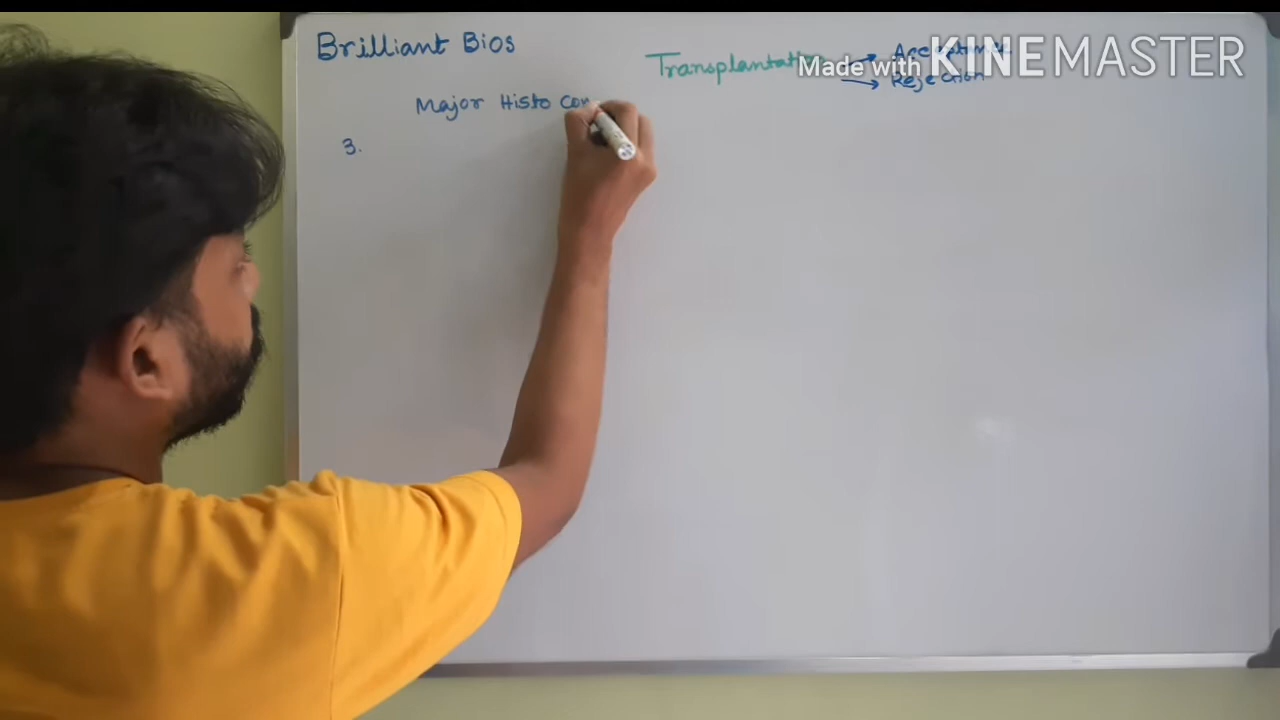 Brilliant Bios
Transplantation
Acceptance
Rejection
Made with KINEMASTER
Major Histo Com
3.